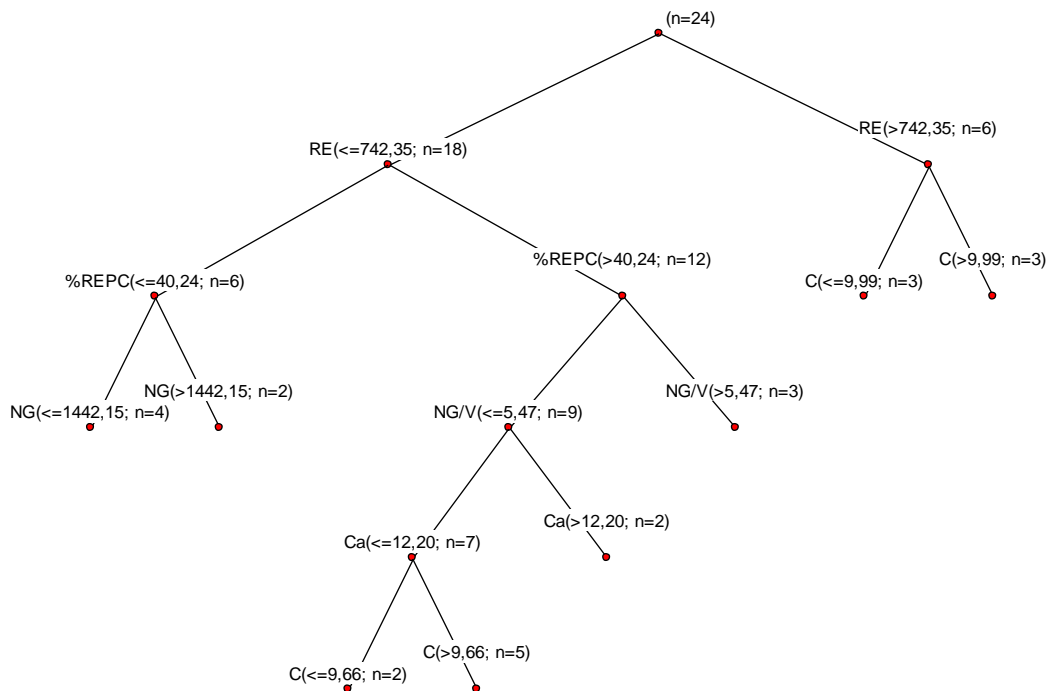 (n=24)
RE(>742,35; n=6)
RE(<=742,35; n=18)
%REPC(>40,24; n=12)
C(>9,99; n=3)
%REPC(<=40,24; n=6)
C(<=9,99; n=3)
NG(>1442,15; n=2)
NG/V(>5,47; n=3)
NG(<=1442,15; n=4)
NG/V(<=5,47; n=9)
Ca(>12,20; n=2)
Ca(<=12,20; n=7)
C(>9,66; n=5)
C(<=9,66; n=2)